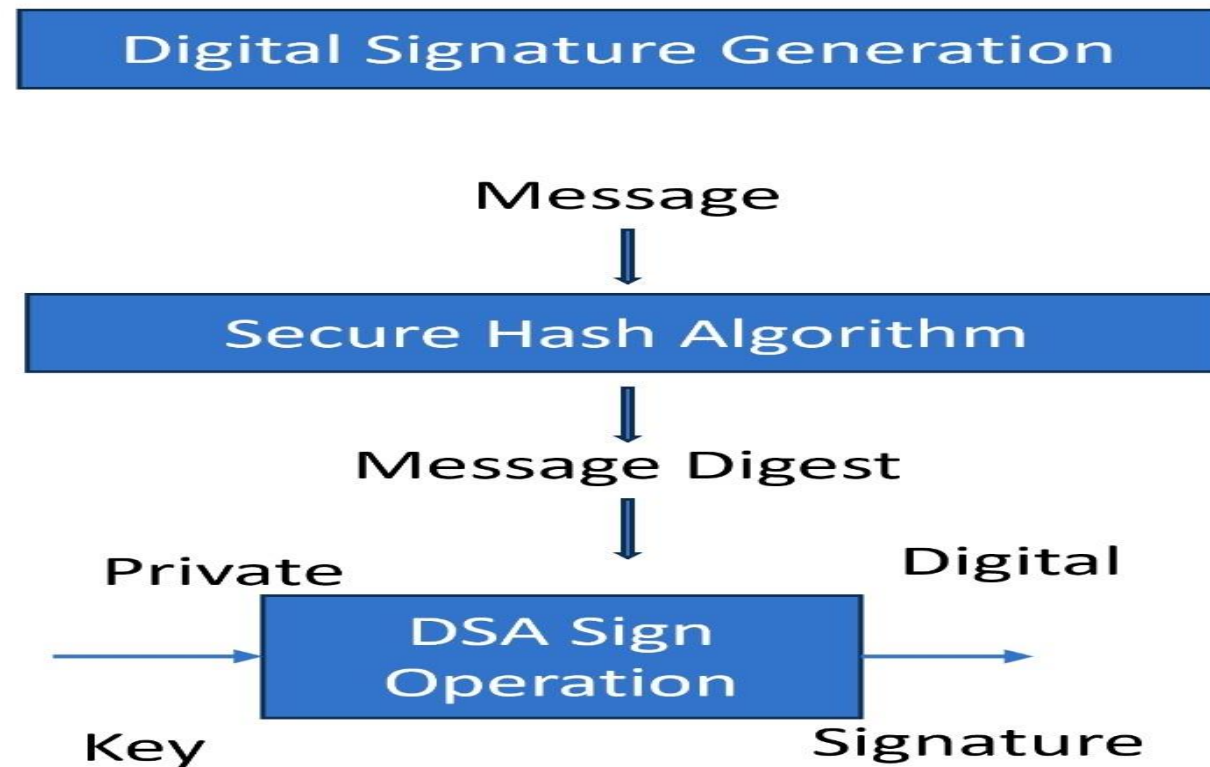 Digital Signature Generation
Message
Secure Hash Algorithm
Message Digest
Private
Digital
DSA Sign
Operation
Key
Signature